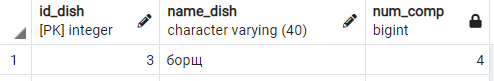 id_dish name_dish num_comp
[PK] integer character varying (40) bigint
1 3 борщ 4